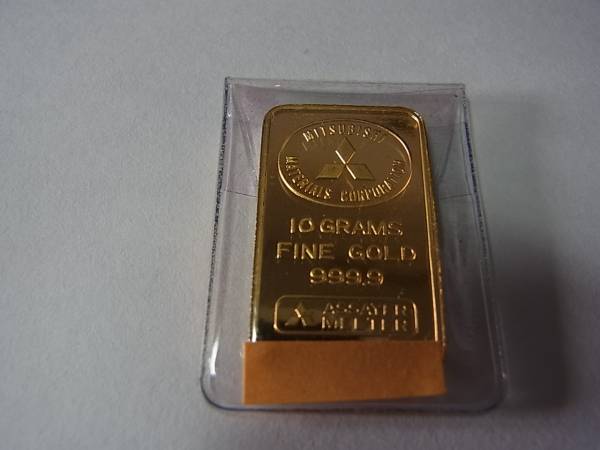 MITSUBISHI
MATERIALS CORPORATION
10 GRAMS
FINE GOLD
999.9
ASSAYER
MELTER